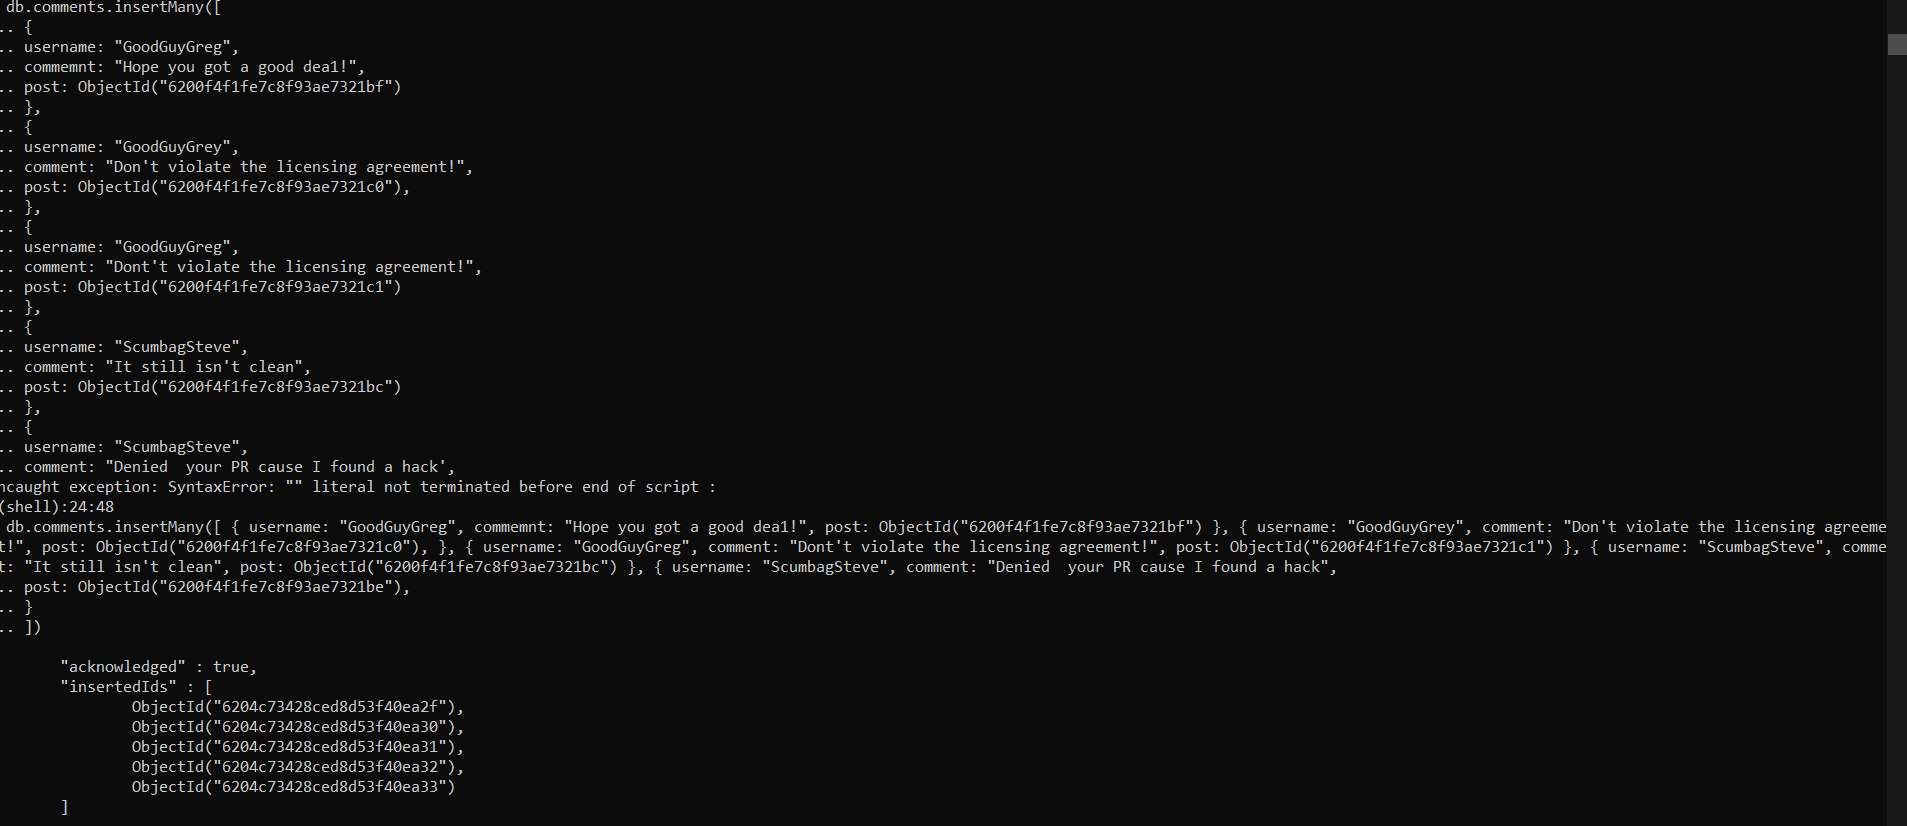 db.comments.insertMany([
.. {
.. username: "GoodGuyGreg",
.. commemnt: "Hope you got a good dea1!",
.. post: ObjectId("6200f4f1fe7c8f93ae7321bf")
.. },
.. {
.. username: "GoodGuyGrey",
.. comment: "Don't violate the licensing agreement!",
.. post: ObjectId("6200f4f1fe7c8f93ae7321c0"),
.. },
.. {
.. username: "GoodGuyGreg",
.. comment: "Dont't violate the licensing agreement!",
.. post: ObjectId("6200f4f1fe7c8f93ae7321c1")
.. },
.. {
.. username: "ScumbagSteve",
.. comment: "It still isn't clean",
.. post: ObjectId("6200f4f1fe7c8f93ae7321bc")
.. },
.. {
.. username: "ScumbagSteve",
.. comment: "Denied  your PR cause I found a hack',
ncaught exception: SyntaxError: "" literal not terminated before end of script :
(shell):24:48
db.comments.insertMany([ { username: "GoodGuyGreg", commemnt: "Hope you got a good dea1!", post: ObjectId("6200f4f1fe7c8f93ae7321bf") }, { username: "GoodGuyGrey", comment: "Don't violate the licensing agreeme
t!", post: ObjectId("6200f4f1fe7c8f93ae7321c0"), }, { username: "GoodGuyGreg", comment: "Dont't violate the licensing agreement!", post: ObjectId("6200f4f1fe7c8f93ae7321c1") }, { username: "ScumbagSteve", comme
t: "It still isn't clean", post: ObjectId("6200f4f1fe7c8f93ae7321bc") }, { username: "ScumbagSteve", comment: "Denied  your PR cause I found a hack",
.. post: ObjectId("6200f4f1fe7c8f93ae7321be"),
.. }
.. ])
"acknowledged" : true,
"insertedIds" : [
ObjectId("6204c73428ced8d53f40ea2f"),
ObjectId("6204c73428ced8d53f40ea30"),
ObjectId("6204c73428ced8d53f40ea31"),
ObjectId("6204c73428ced8d53f40ea32"),
ObjectId("6204c73428ced8d53f40ea33")
]